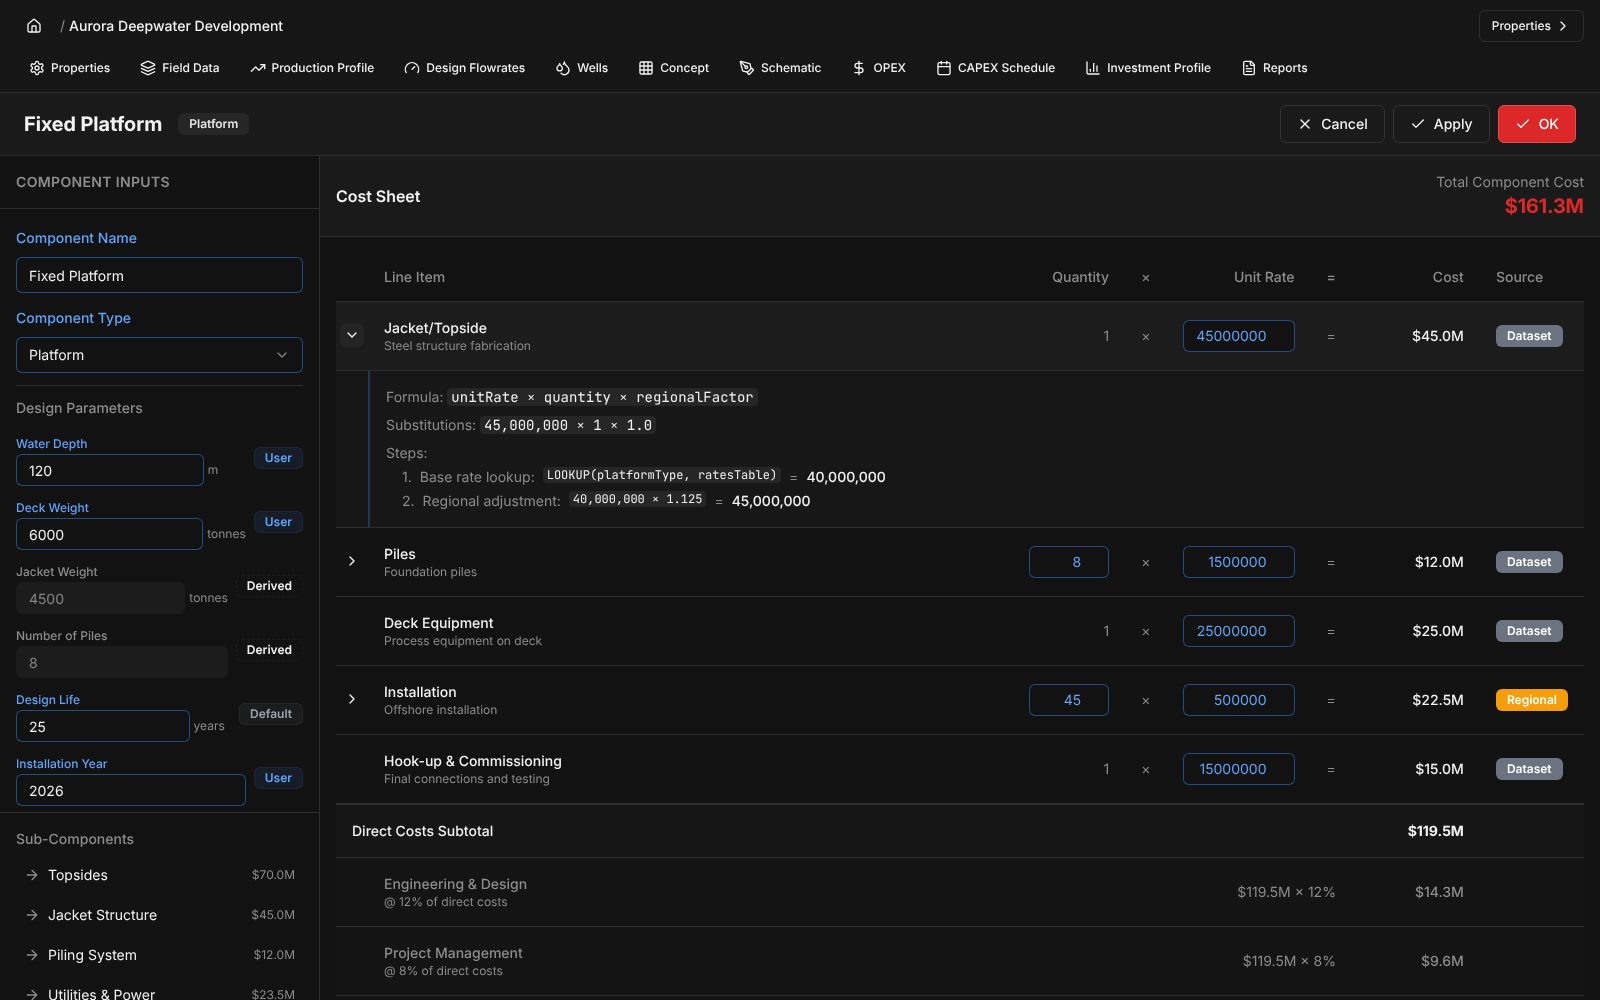 / Aurora Deepwater Development
Properties
Properties
Field Data
Production Profile
Design Flowrates
Wells
Concept
Schematic
OPEX
CAPEX Schedule
Investment Profile
Reports
Fixed Platform
Platform
Cancel
Apply
OK
COMPONENT INPUTS
Component Name
Fixed Platform
Component Type
Platform
Design Parameters
Water Depth
120 m
User
Deck Weight
6000 tonnes
User
Jacket Weight
4500 tonnes
Derived
Number of Piles
8
Derived
Design Life
25 years
Default
Installation Year
2026
User
Sub-Components
Topsides $70.0M
Jacket Structure $45.0M
Piling System $12.0M
Utilities & Power $23.5M
Cost Sheet
Total Component Cost
$161.3M
Line Item Quantity × Unit Rate = Cost Source
Jacket/Topside
Steel structure fabrication
1 × 45000000 = $45.0M Dataset
Formula: unitRate × quantity × regionalFactor
Substitutions: 45,000,000 × 1 × 1.0
Steps:
1. Base rate lookup: LOOKUP(platformType, ratesTable) = 40,000,000
2. Regional adjustment: 40,000,000 × 1.125 = 45,000,000
Piles
Foundation piles
8 × 1500000 = $12.0M Dataset
Deck Equipment
Process equipment on deck
1 × 25000000 = $25.0M Dataset
Installation
Offshore installation
45 × 500000 = $22.5M Regional
Hook-up & Commissioning
Final connections and testing
1 × 15000000 = $15.0M Dataset
Direct Costs Subtotal $119.5M
Engineering & Design
@ 12% of direct costs
$119.5M × 12% $14.3M
Project Management
@ 8% of direct costs
$119.5M × 8% $9.6M